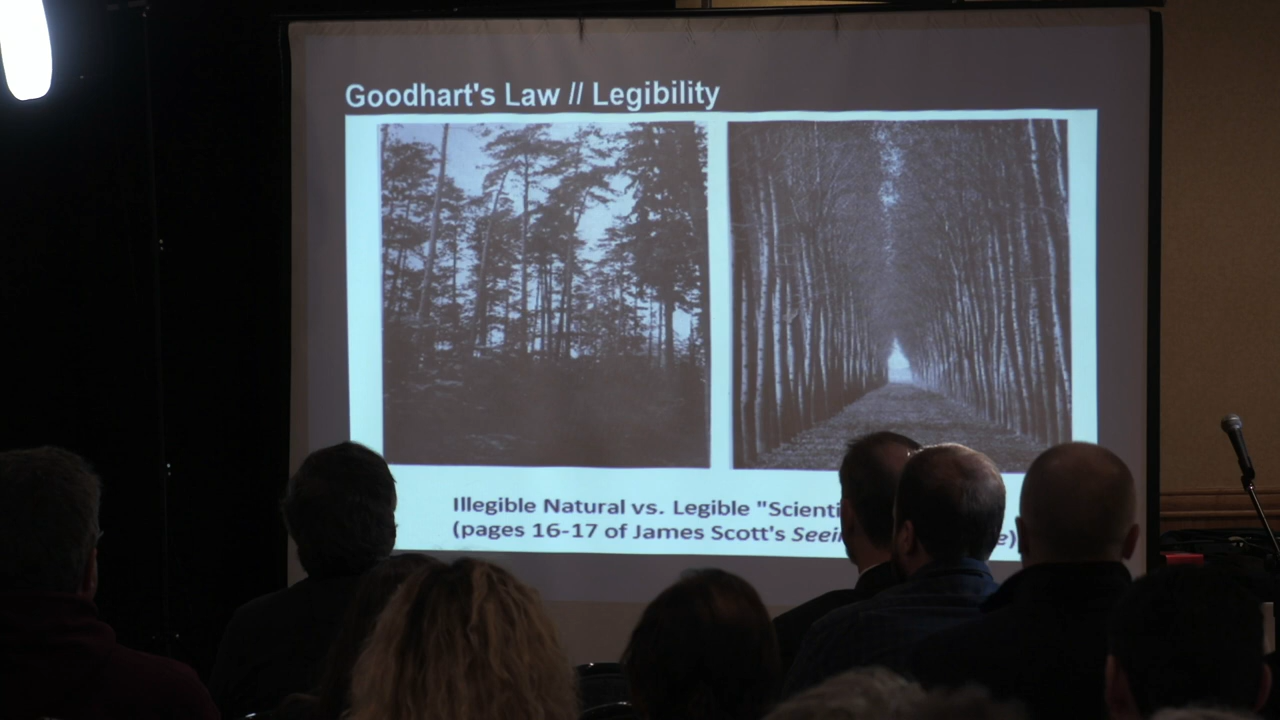 Goodhart's Law // Legibility
Illegible Natural vs. Legible "Scienti
(pages 16-17 of James Scott's Seei e)